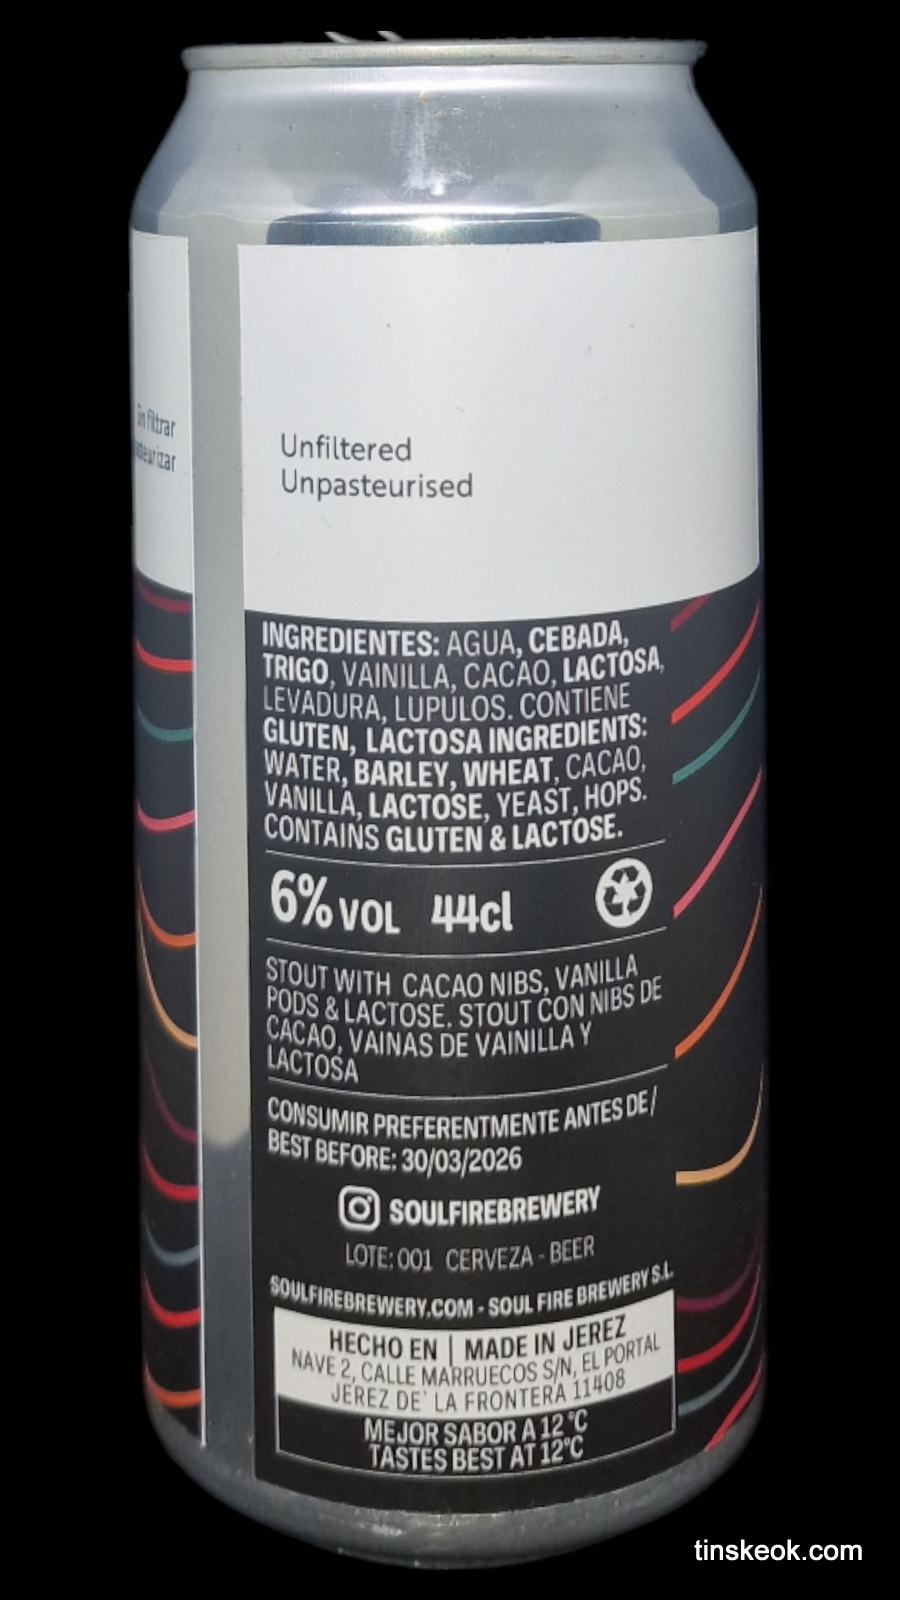 Sin filtrar
Unfiltered
Unpasteurised
INGREDIENTES: AGUA, CEBADA,
TRIGO, VAINILLA, CACAO, LACTOSA,
LEVADURA, LUPULOS. CONTIENE
GLUTEN, LACTOSA INGREDIENTS:
WATER, BARLEY, WHEAT, CACAO,
VANILLA, LACTOSE, YEAST, HOPS.
CONTAINS GLUTEN & LACTOSE.
6% VOL 44cl
STOUT WITH CACAO NIBS, VANILLA
PODS & LACTOSE. STOUT CON NIBS DE
CACAO, VAINAS DE VAINILLA Y
LACTOSA
CONSUMIR PREFERENTMENTE ANTES DE/
BEST BEFORE: 30/03/2026
SOULFIREBREWERY
LOTE: 001 CERVEZA - BEER
SOULFIREBREWERY.COM - SOUL FIRE BREWERY S.L.
HECHO EN | MADE IN JEREZ
NAVE 2, CALLE MARRUECOS S/N, EL PORTAL
JEREZ DE' LA FRONTERA 11408
MEJOR SABOR A 12 °C
TASTES BEST AT 12°C
tinskeok.com